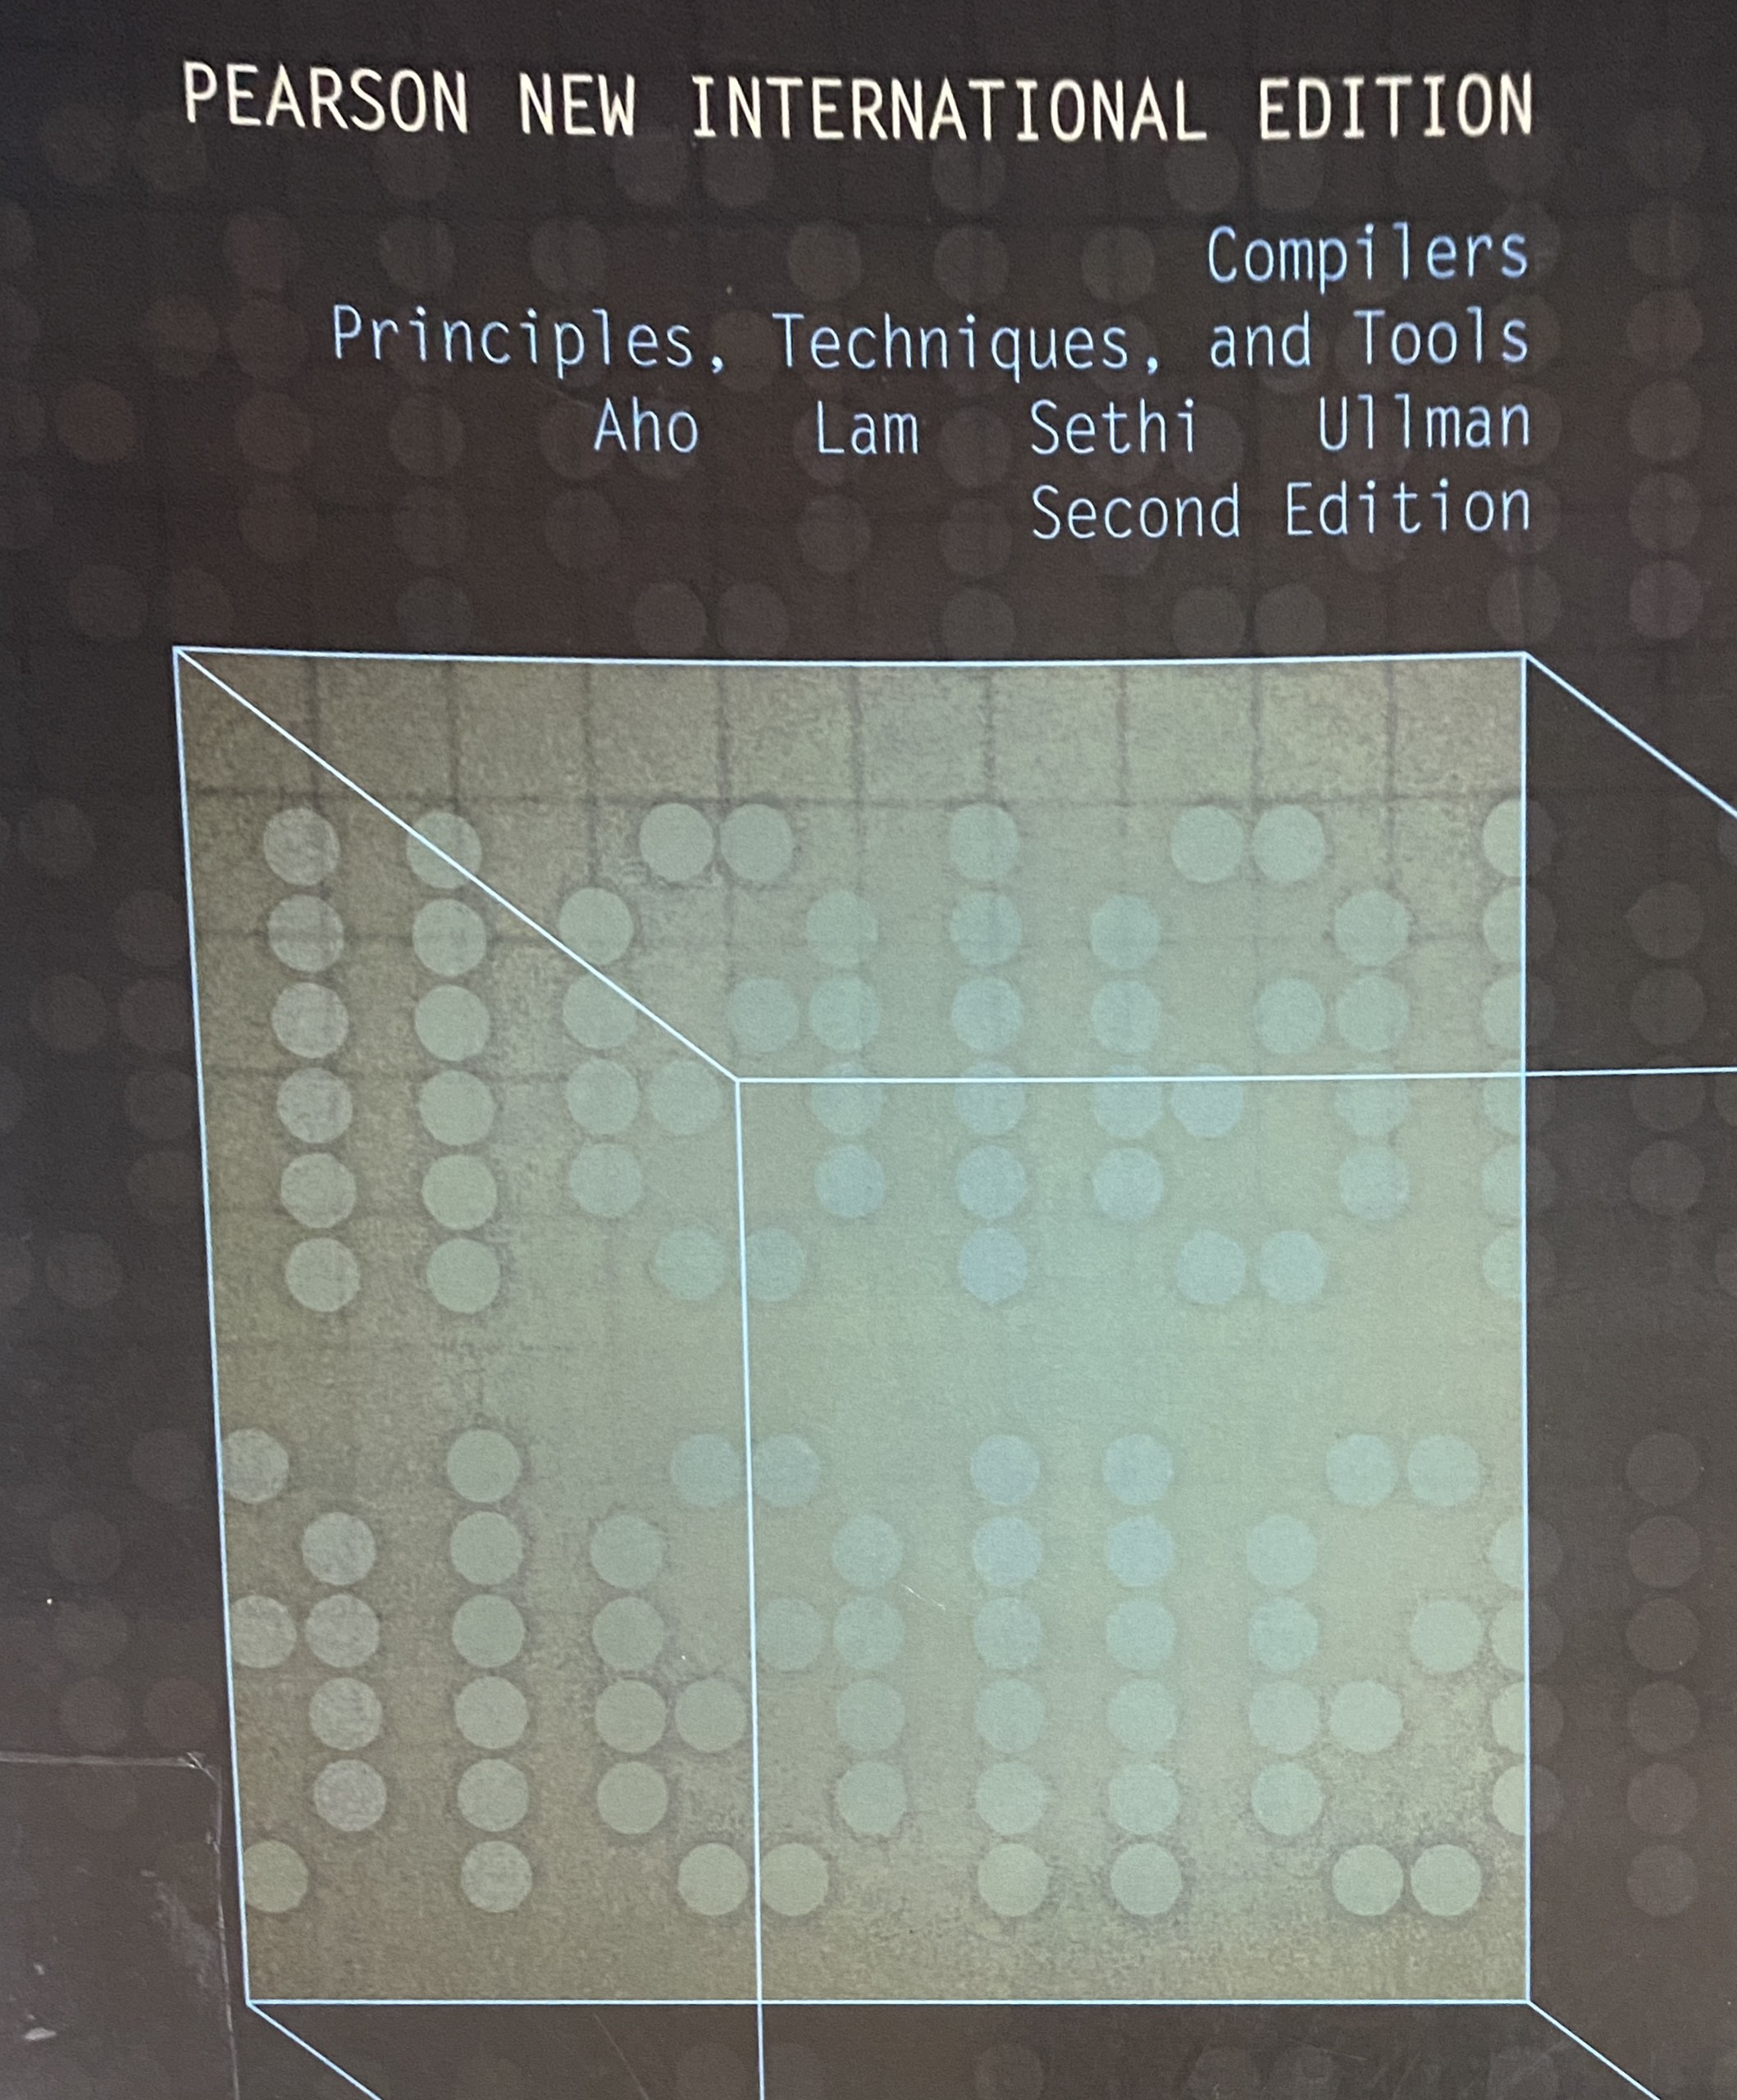 PEARSON NEW INTERNATIONAL EDITION
Compilers
Principles, Techniques, and Tools
Aho Lam Sethi Ullman
Second Edition